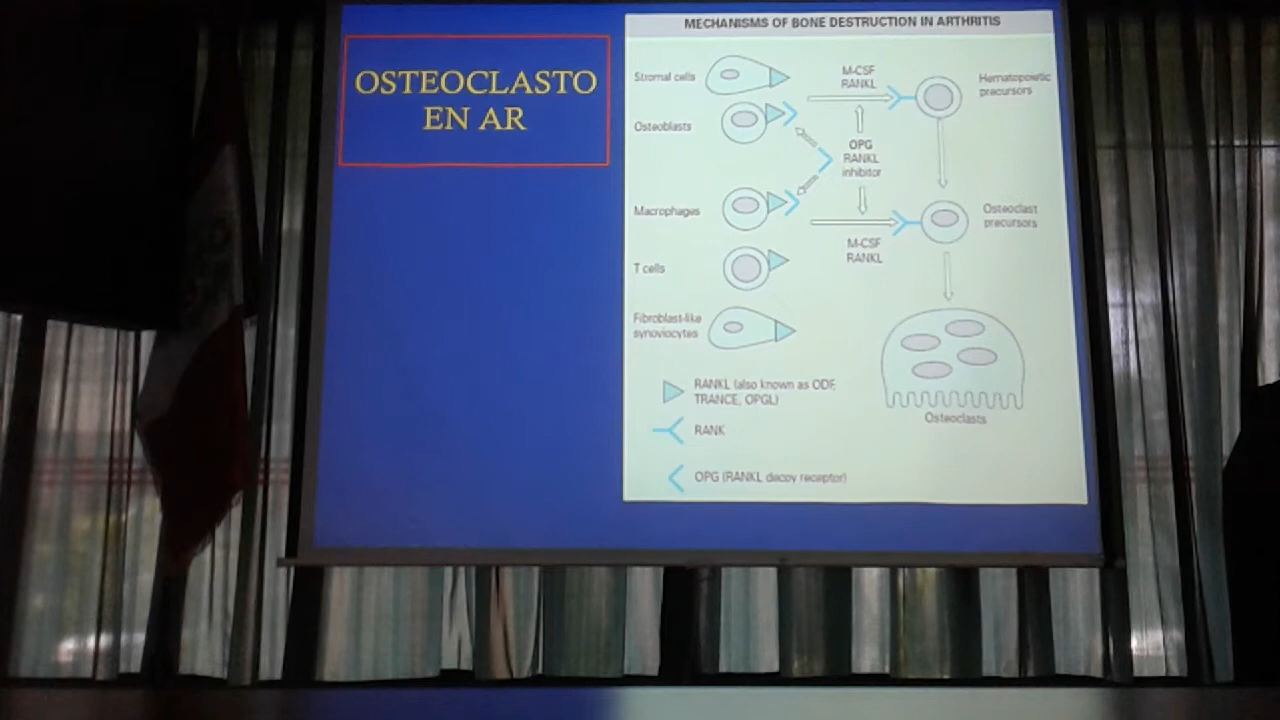 OSTEOCLASTO
EN AR
MECHANISMS OF BONE DESTRUCTION IN ARTHRITIS
Stromal cells
M-CSF
RANKL
Hematopoietic
precursors
Osteoblasts
OPG
RANKL
inhibitor
Macrophages
Osteoclast
precursors
M-CSF
RANKL
T cells
Fibroblast-like
synoviocytes
RANKL (also known as ODF,
TRANCE, OPGL)
Osteoclasts
RANK
OPG (RANKL decoy receptor)